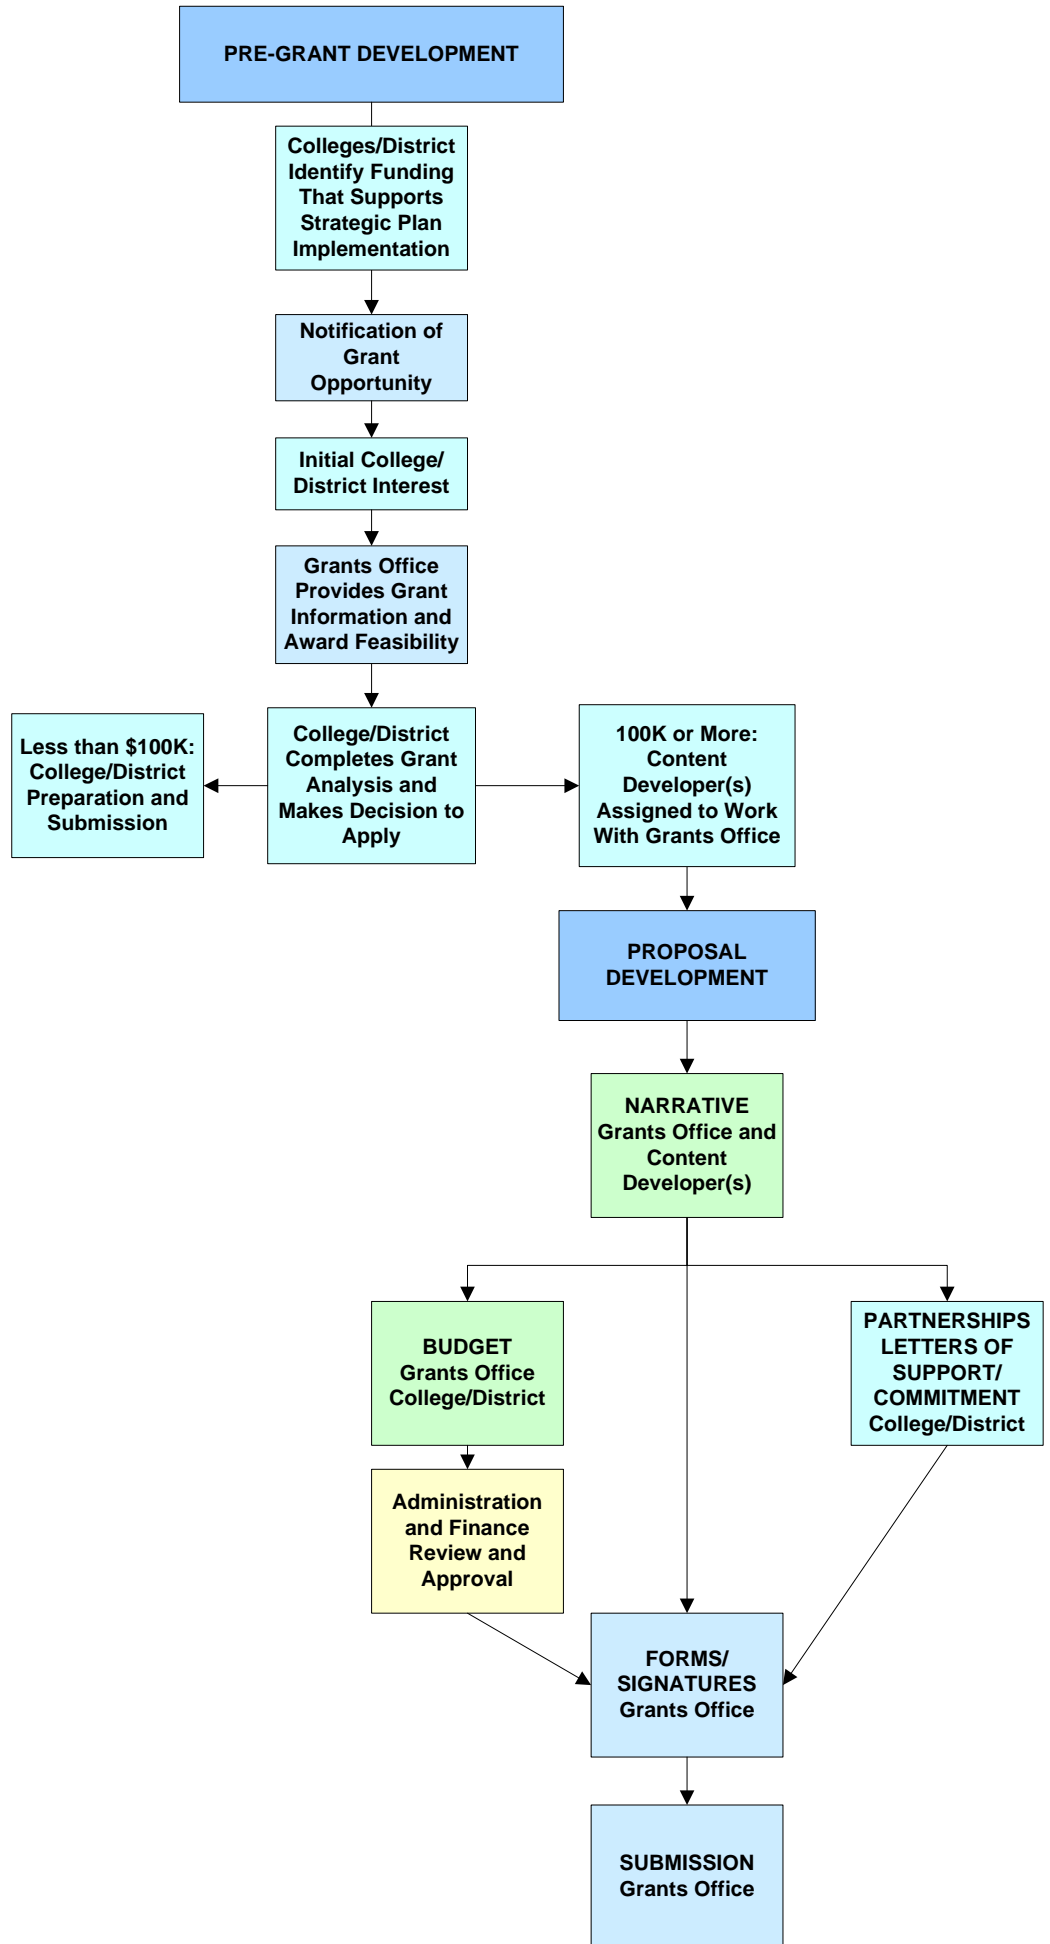 PRE-GRANT DEVELOPMENT
Colleges/District
Identify Funding
That Supports
Strategic Plan
Implementation
Notification of
Grant
Opportunity
Initial College/
District Interest
Grants Office
Provides Grant
Information and
Award Feasibility
Less than $100K:
College/District
Preparation and
Submission
College/District
Completes Grant
Analysis and
Makes Decision to
Apply
100K or More:
Content
Developer(s)
Assigned to Work
With Grants Office
PROPOSAL
DEVELOPMENT
NARRATIVE
Grants Office and
Content
Developer(s)
BUDGET
Grants Office
College/District
PARTNERSHIPS
LETTERS OF
SUPPORT/
COMMITMENT
College/District
Administration
and Finance
Review and
Approval
FORMS/
SIGNATURES
Grants Office
SUBMISSION
Grants Office